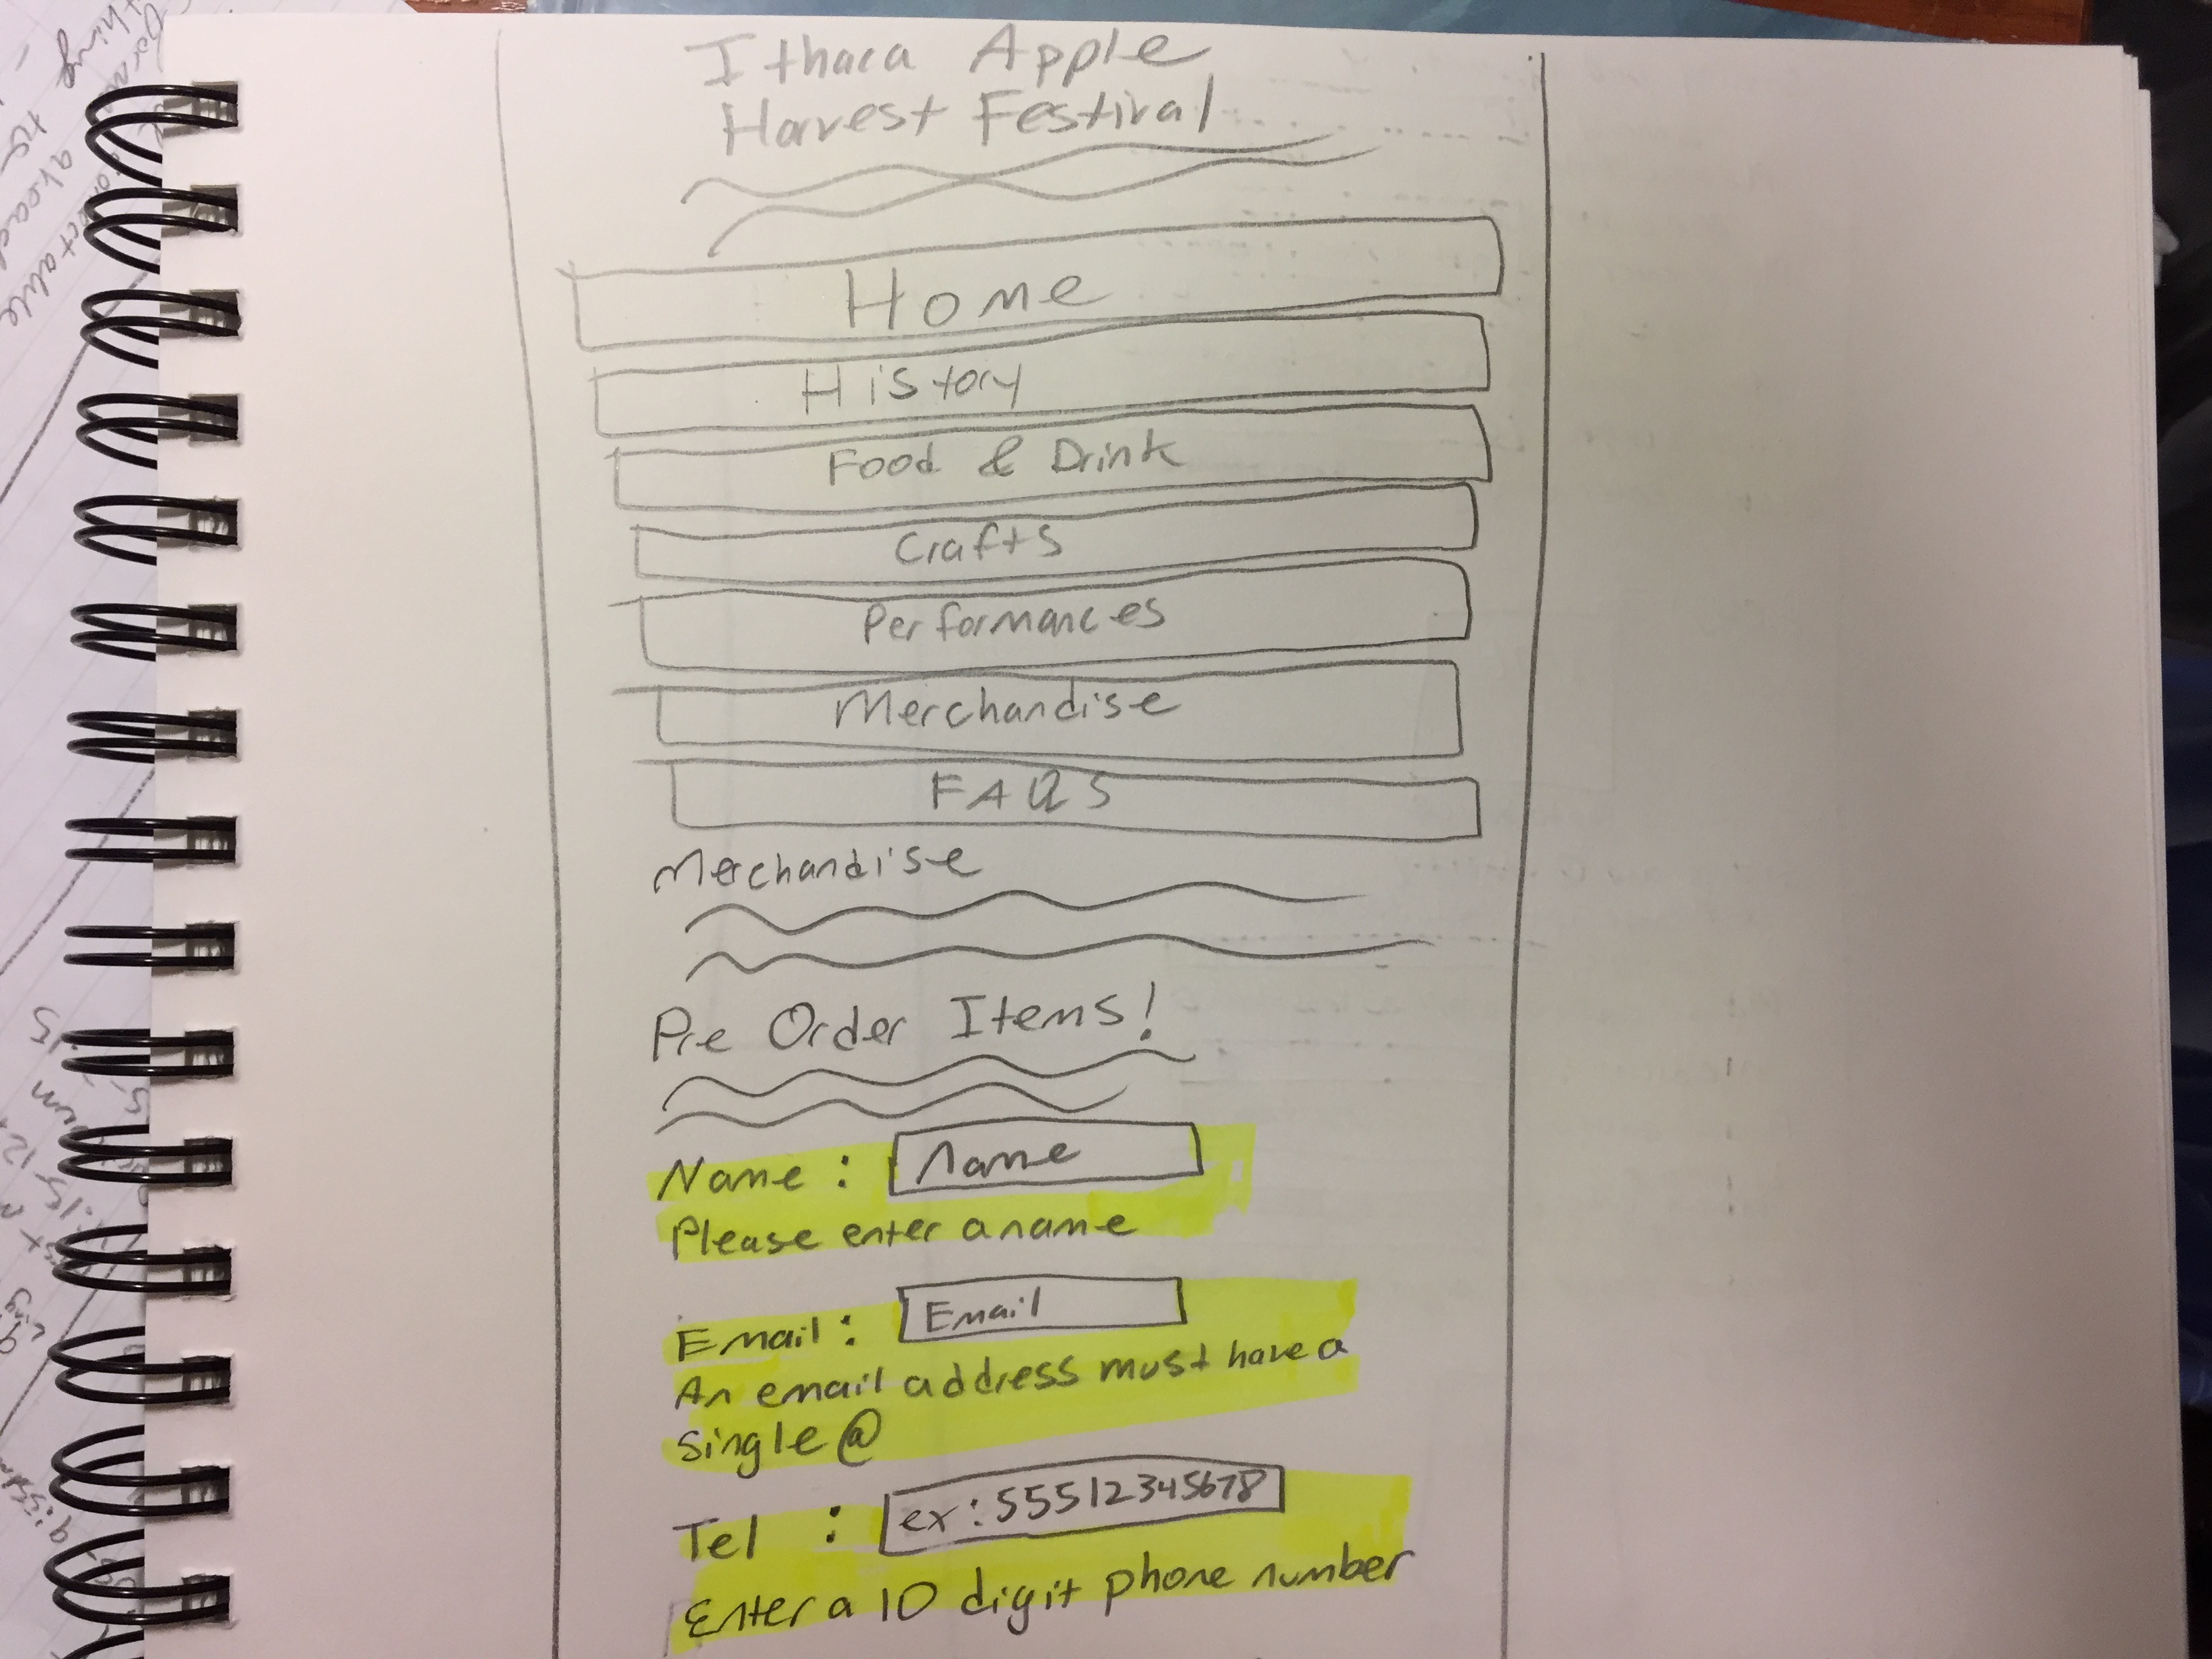 Ithaca Apple
Harvest Festival
Home
History
Food & Drink
Crafts
Performances
Merchandise
FAQS
Merchandise
Pre Order Items!
Name : Name
Please enter a name
Email : Email
An email address must have a
single @
Tel : ex: 55512345678
Enter a 10 digit phone number